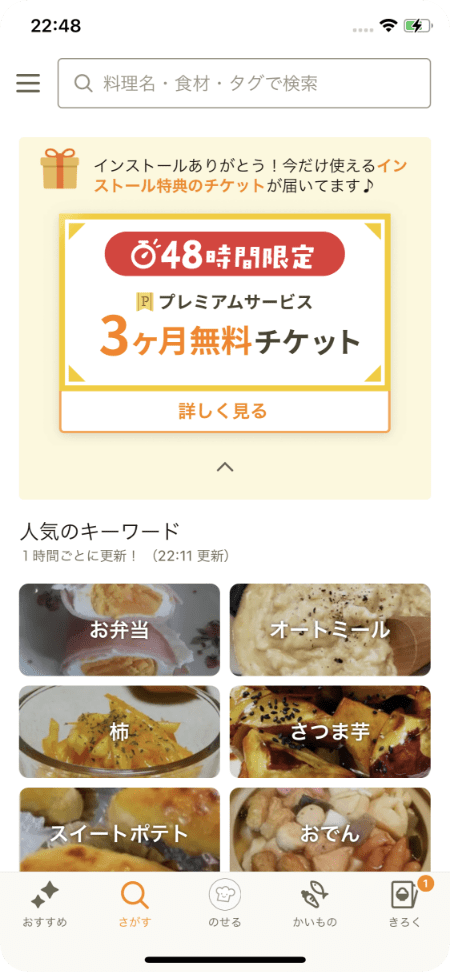 22:48
料理名・食材・タグで検索
インストールありがとう！今だけ使えるイン
ストール特典のチケットが届いてます♪
48時間限定
P プレミアムサービス
3ヶ月無料チケット
詳しく見る
人気のキーワード
1時間ごとに更新！ （22:11 更新）
お弁当
オートミール
柿
さつま芋
スイートポテト
おでん
おすすめ
さがす
のせる
かいもの
きろく
1